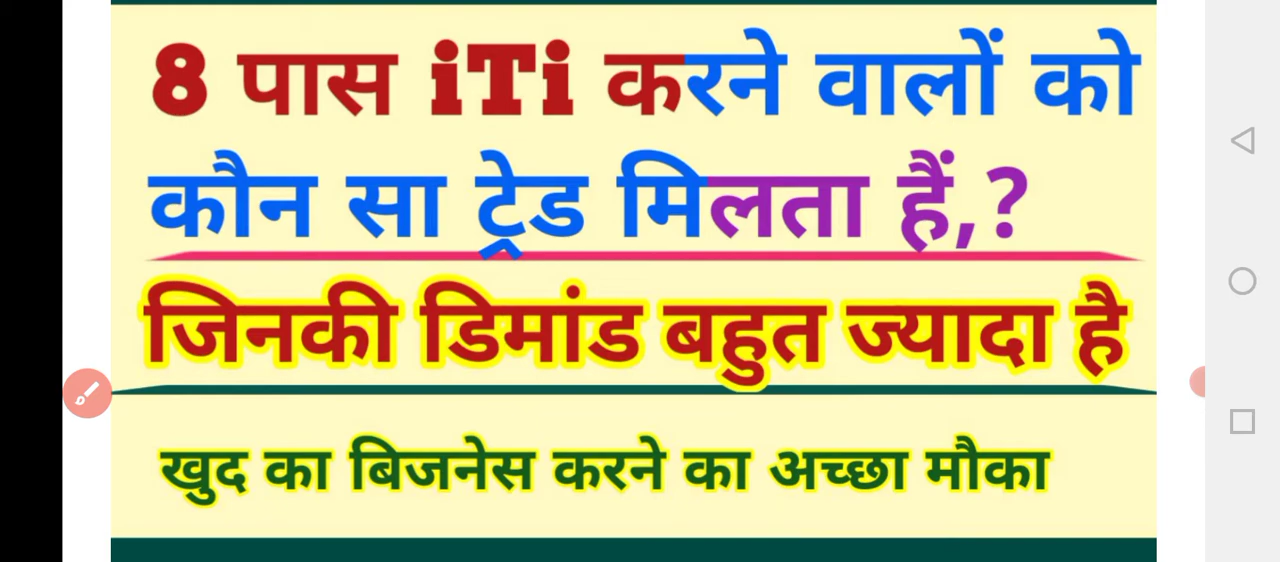 8 पास iTi करने वालों को
कौन सा ट्रेड मिलता हैं,?
जिनकी डिमांड बहुत ज्यादा है
खुद का बिजनेस करने का अच्छा मौका